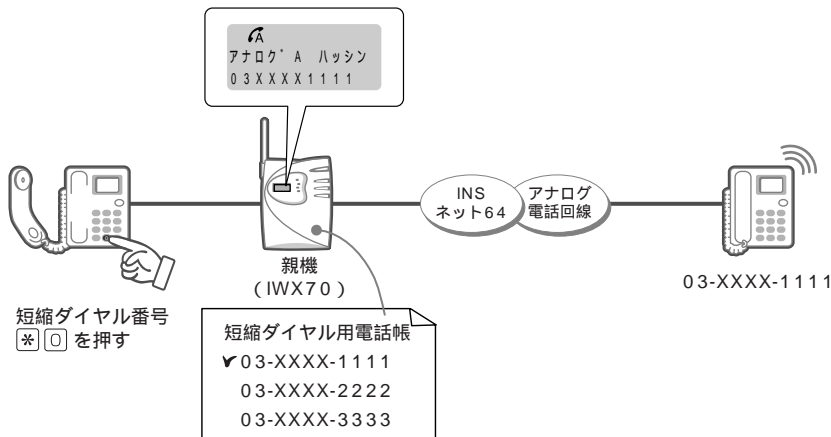 A
アナログ A ハッシン
03XXXX1111
INS
ネット64
アナログ
電話回線
親機
(IWX70)
03-XXXX-1111
短縮ダイヤル番号
*0 を押す
短縮ダイヤル用電話帳
03-XXXX-1111
03-XXXX-2222
03-XXXX-3333